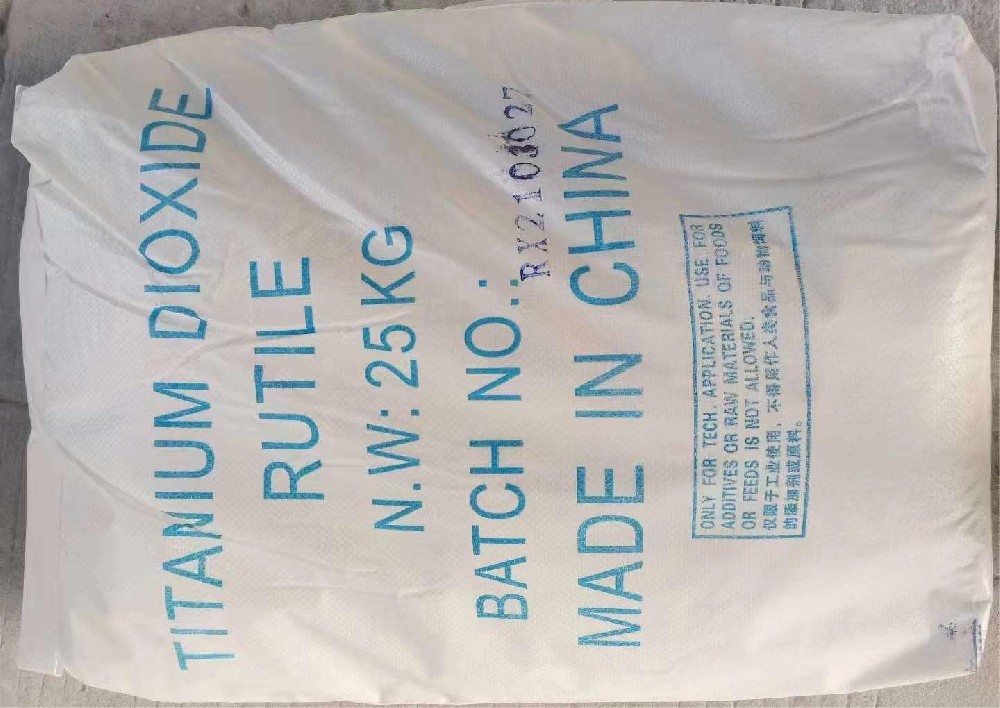 TITANIUM DIOXIDE
RUTILE
N.W:25KG
BATCH NO.:
RX2103027
MADE IN CHINA
ONLY FOR TECH. APPLICATION. USE FOR
ADDITIVES OR RAW MATERIALS OF FOODS
OR FEEDS IS NOT ALLOWED.
仅限于工业使用，不得用作人类食品与动物饲料
的添加剂或原料。